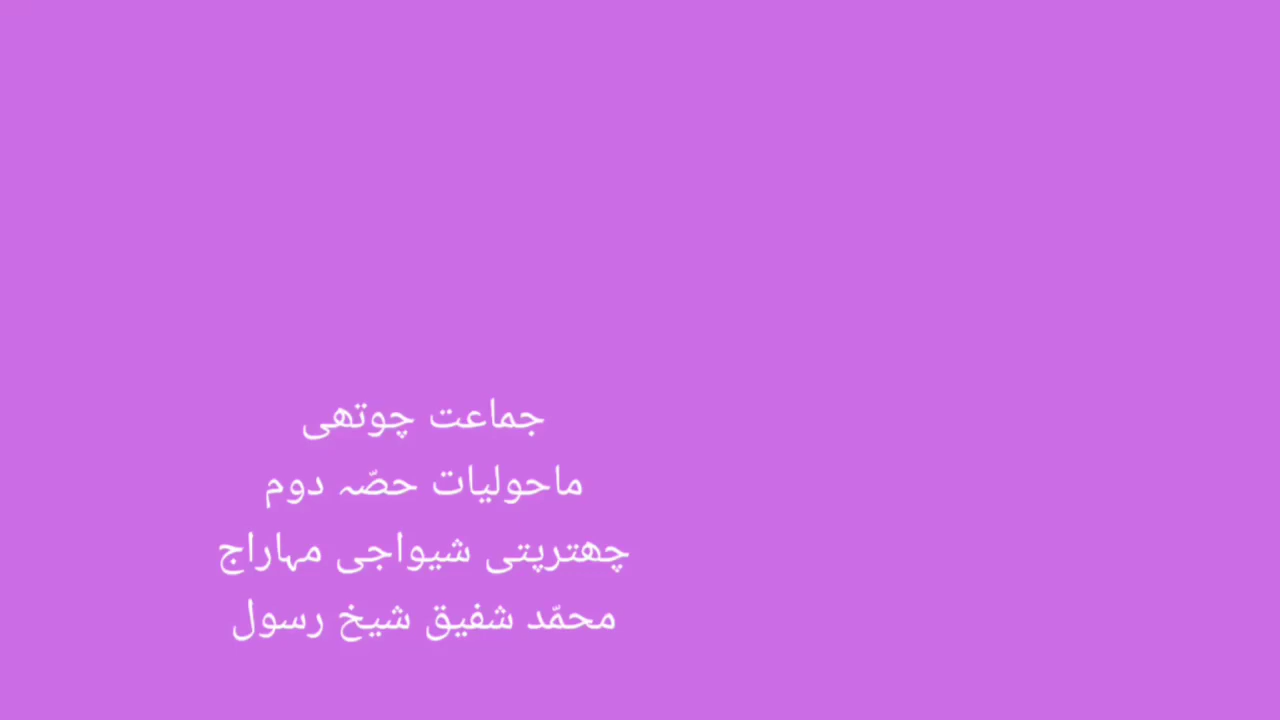 جماعت چوتھی
ماحولیات حصّہ دوم
چھترپتی شیواجی مہاراج
محمّد شفیق شیخ رسول